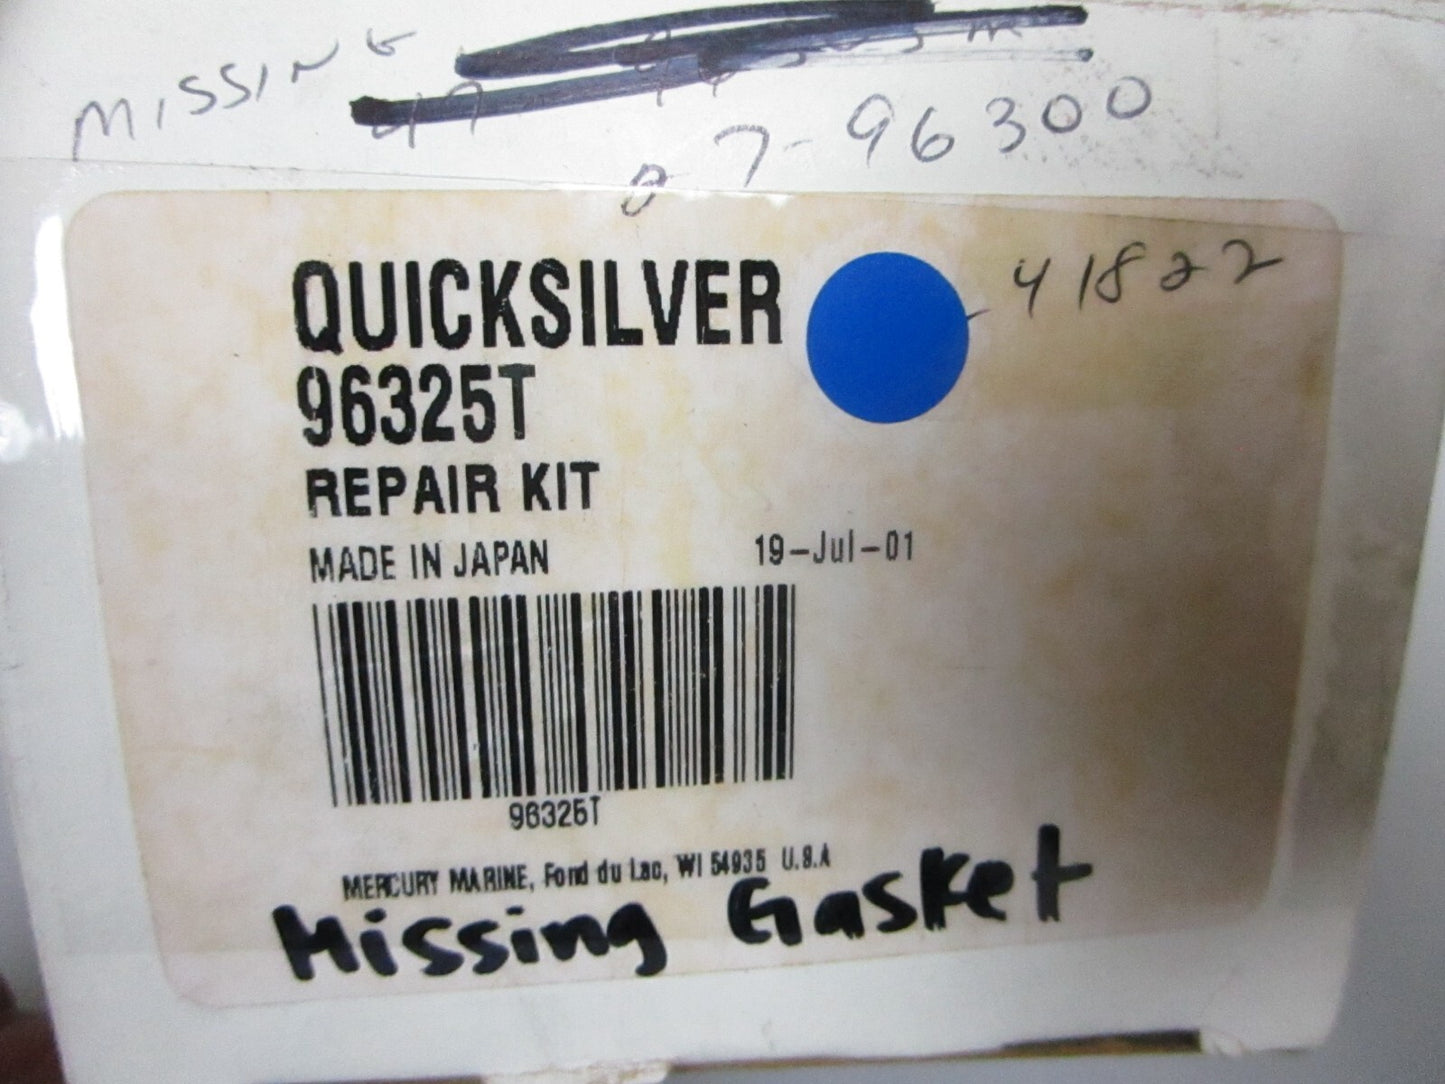 MISSING
27-96300
QUICKSILVER
41822
96325T
REPAIR KIT
MADE IN JAPAN 19-Jul-01
96325T
MERCURY MARINE, Fond du Lac, WI 54935 U.S.A
Missing Gasket